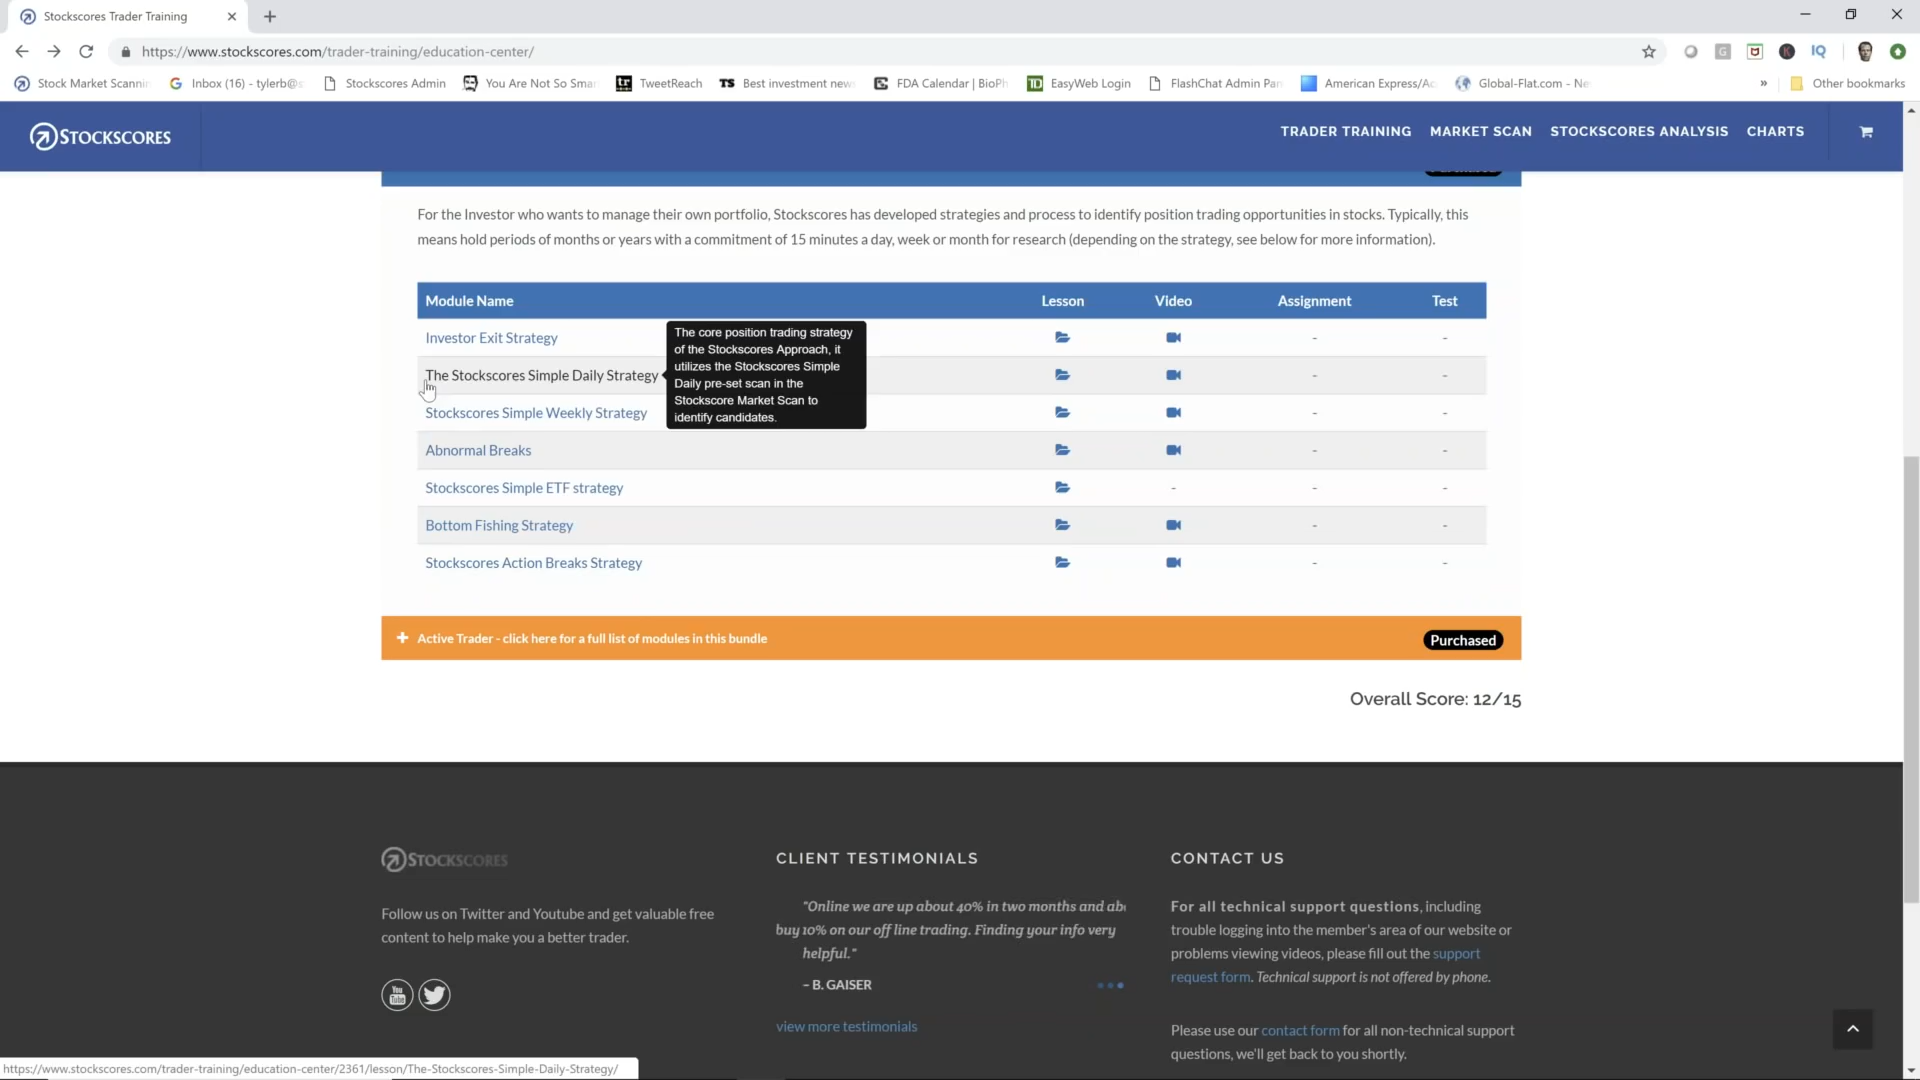 Stockscores Trader Training
https://www.stockscores.com/trader-training/education-center/
Stock Market Scannin
Inbox (16) - tylerb@s
Stockscores Admin
You Are Not So Smar
TweetReach
Best investment new
FDA Calendar | BioPh
EasyWeb Login
FlashChat Admin Pan
American Express/Ac
Global-Flat.com - Ne
» Other bookmarks
STOCKSCORES
TRADER TRAINING MARKET SCAN STOCKSCORES ANALYSIS CHARTS
For the Investor who wants to manage their own portfolio, Stockscores has developed strategies and process to identify position trading opportunities in stocks. Typically, this
means hold periods of months or years with a commitment of 15 minutes a day, week or month for research (depending on the strategy, see below for more information).
Module Name Lesson Video Assignment Test
Investor Exit Strategy - -
The Stockscores Simple Daily Strategy - -
The core position trading strategy
of the Stockscores Approach, it
utilizes the Stockscores Simple
Daily pre-set scan in the
Stockscore Market Scan to
identify candidates.
Stockscores Simple Weekly Strategy - -
Abnormal Breaks - -
Stockscores Simple ETF strategy - - -
Bottom Fishing Strategy - -
Stockscores Action Breaks Strategy - -
+ Active Trader - click here for a full list of modules in this bundle Purchased
Overall Score: 12/15
STOCKSCORES
Follow us on Twitter and Youtube and get valuable free
content to help make you a better trader.
You
Tube
CLIENT TESTIMONIALS
"Online we are up about 40% in two months and ab
buy 10% on our off line trading. Finding your info very
helpful."
– B. GAISER
view more testimonials
CONTACT US
For all technical support questions, including
trouble logging into the member's area of our website or
problems viewing videos, please fill out the support
request form. Technical support is not offered by phone.
Please use our contact form for all non-technical support
questions, we'll get back to you shortly.
https://www.stockscores.com/trader-training/education-center/2361/lesson/The-Stockscores-Simple-Daily-Strategy/